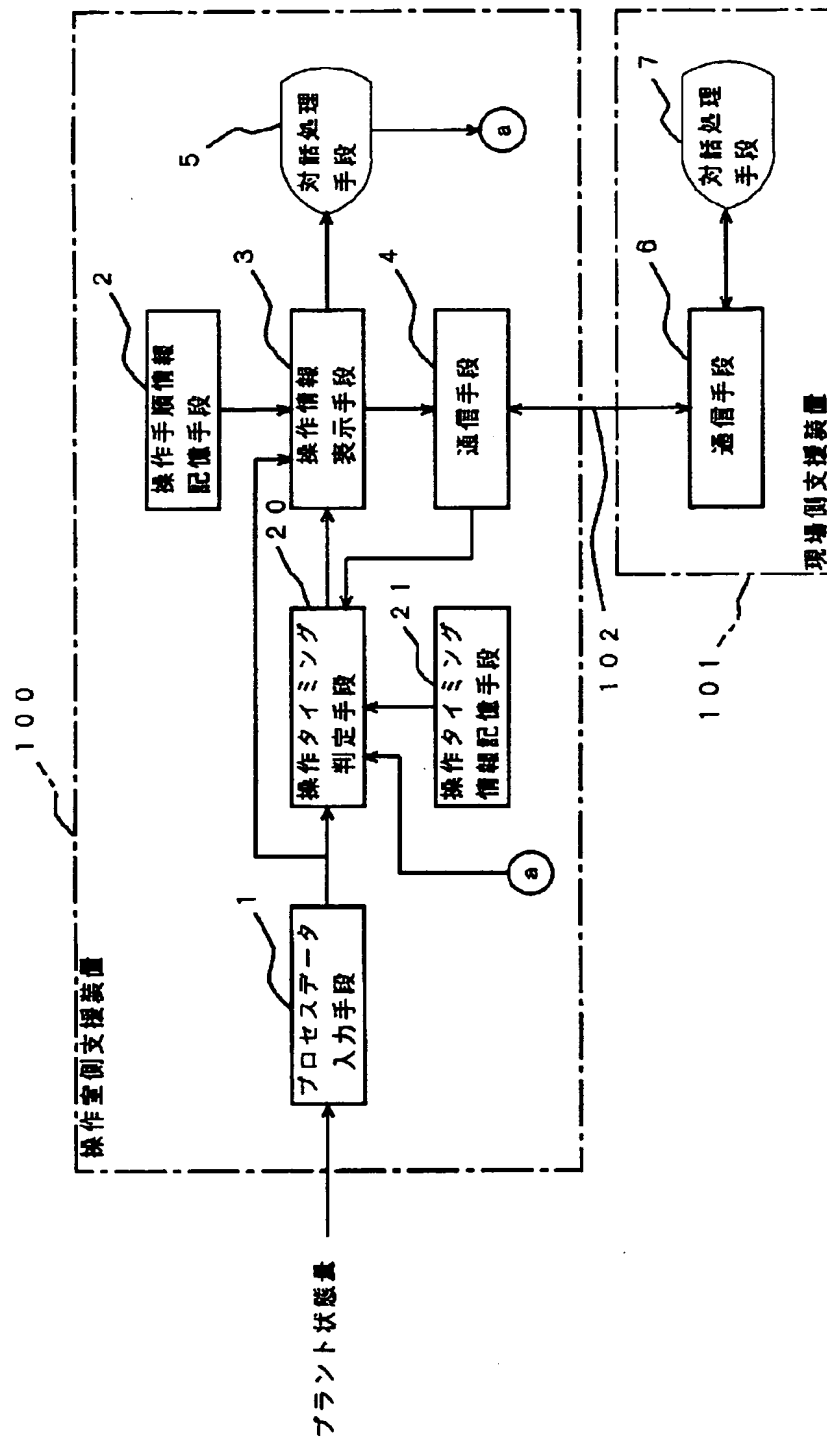 100
操作室側支援装置
プラント状態量
1
プロセスデータ
入力手段
20
操作タイミング
判定手段
21
操作タイミング
情報記憶手段
a
2
操作手順情報
記憶手段
3
操作情報
表示手段
4
通信手段
5
対話処理
手段
a
102
101
現場側支援装置
6
通信手段
7
対話処理
手段